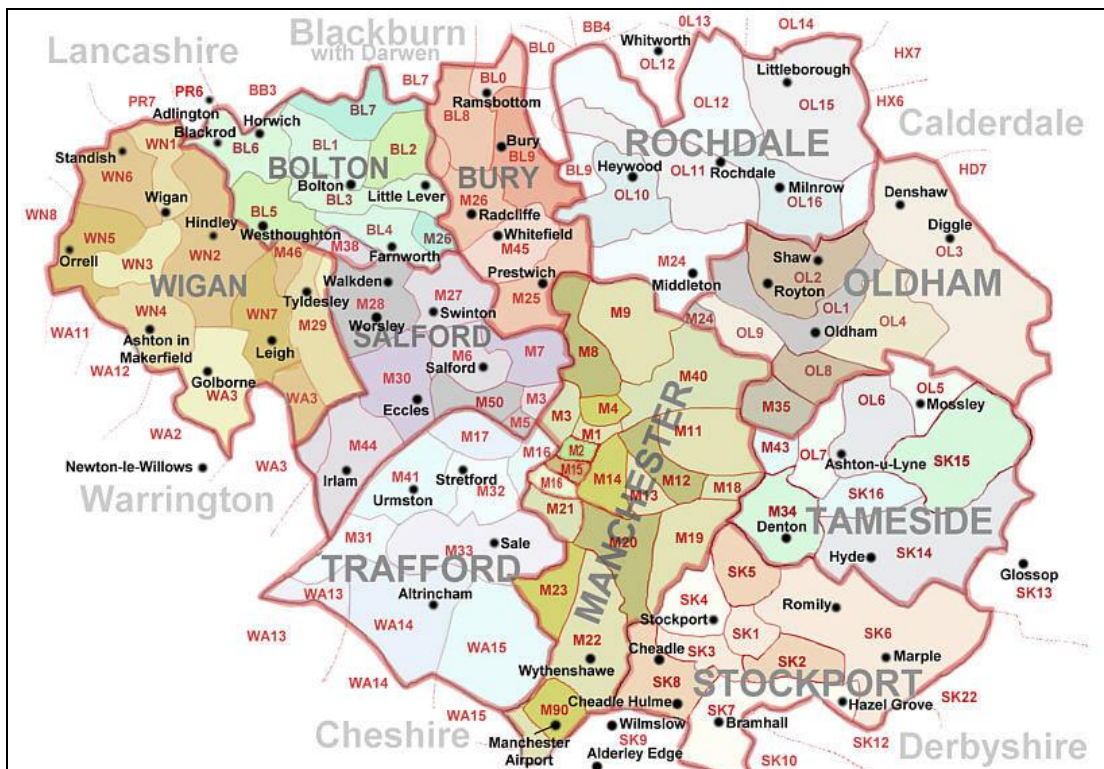 Lancashire
Blackburn
with Darwen
BB4
Whitworth
OL12
0L13
OL14
HX7
HX6
Calderdale
HD7
PR6
PR7
Adlington
Blackrod
BB3
Horwich
BL7
BL7
BL0
BL0
Ramsbottom
BL8
Bury
BL9
BURY
BL6
BL1
BL2
BOLTON
Bolton
BL3
Little Lever
BL5
Westhoughton
BL4
Farnworth
M26
M26
Radcliffe
Whitefield
M45
Prestwich
M25
M38
Littleborough
OL15
OL12
ROCHDALE
BL9
Heywood
OL10
OL11
Rochdale
Milnrow
OL16
M24
Middleton
M24
Denshaw
Diggle
OL3
Shaw
OL2
Royton
OLDHAM
OL1
Oldham
OL9
OL4
OL8
M35
Standish
WN1
WN6
Wigan
WN8
WN5
Orrell
Hindley
WN2
WN3
WIGAN
M46
Tyldesley
WN4
Ashton in
Makerfield
WN7
Leigh
M29
Golborne
WA3
WA3
WA11
WA12
WA2
WA3
Newton-le-Willows
Warrington
Walkden
M28
Worsley
M27
Swinton
SALFORD
M6
Salford
M7
M30
Eccles
M50
M3
M5
M44
Irlam
M9
M8
M40
M3
M4
M1
M2
M11
M15
M16
M16
M14
M12
M13
M18
M21
M20
M19
MANCHESTER
M23
M22
Wythenshawe
M90
Manchester
Airport
M17
Stretford
M41
Urmston
M32
M31
M33
Sale
TRAFFORD
Altrincham
WA13
WA13
WA14
WA14
WA15
WA15
Cheshire
OL5
Mossley
OL6
M43
OL7
Ashton-u-Lyne
SK15
SK16
M34
Denton
TAMESIDE
Hyde
SK14
Glossop
SK13
SK5
SK4
Stockport
Romily
SK1
SK6
Cheadle
SK3
SK2
Marple
SK8
STOCKPORT
Cheadle Hulme
SK7
Bramhall
Hazel Grove
SK22
SK12
Wilmslow
SK9
Alderley Edge
SK10
Derbyshire